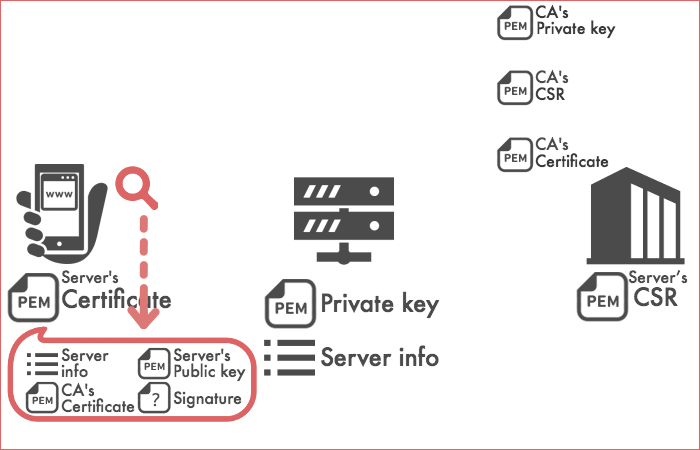 PEM
CA's
Private key
PEM
CA's
CSR
PEM
CA's
Certificate
www
PEM
Server's
Certificate
PEM
Private key
Server info
PEM
Server’s
CSR
Server
info
PEM
Server's
Public key
PEM
CA's
Certificate
?
Signature